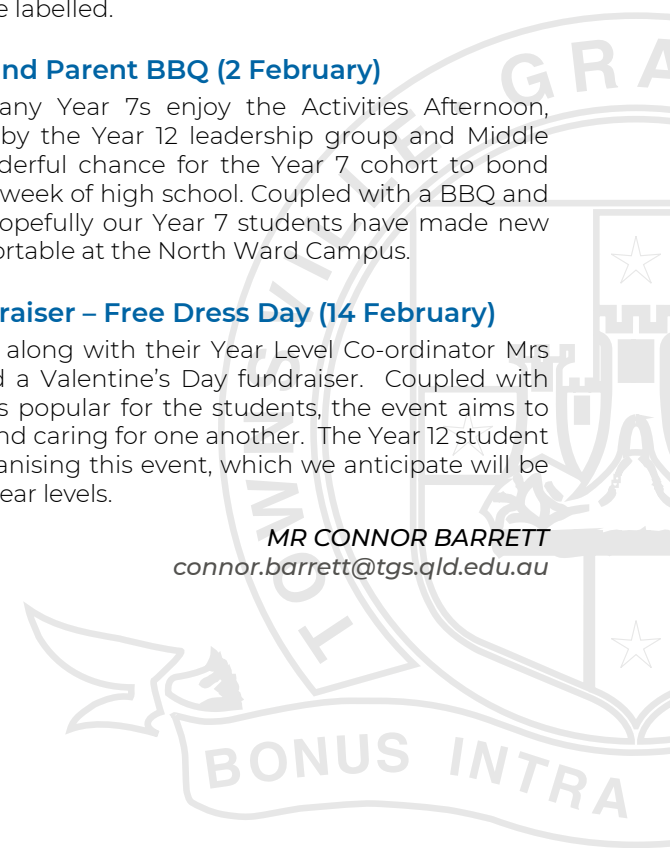 e labelled.
nd Parent BBQ (2 February)
any Year 7s enjoy the Activities Afternoon,
by the Year 12 leadership group and Middle
derful chance for the Year 7 cohort to bond
week of high school. Coupled with a BBQ and
opefully our Year 7 students have made new
ortable at the North Ward Campus.
raiser – Free Dress Day (14 February)
along with their Year Level Co-ordinator Mrs
d a Valentine's Day fundraiser. Coupled with
s popular for the students, the event aims to
nd caring for one another. The Year 12 student
anising this event, which we anticipate will be
ear levels.
MR CONNOR BARRETT
connor.barrett@tgs.qld.edu.au
TOWNSVILLE GRA
BONUS INTRA